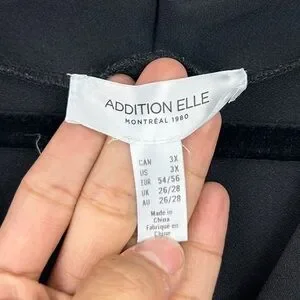 ADDITION ELLE
MONTRÉAL 1980
CAN 3X
US 3X
EUR 54/56
UK 26/28
AU 26/28
Made in
China
Fabriqué en
Chine